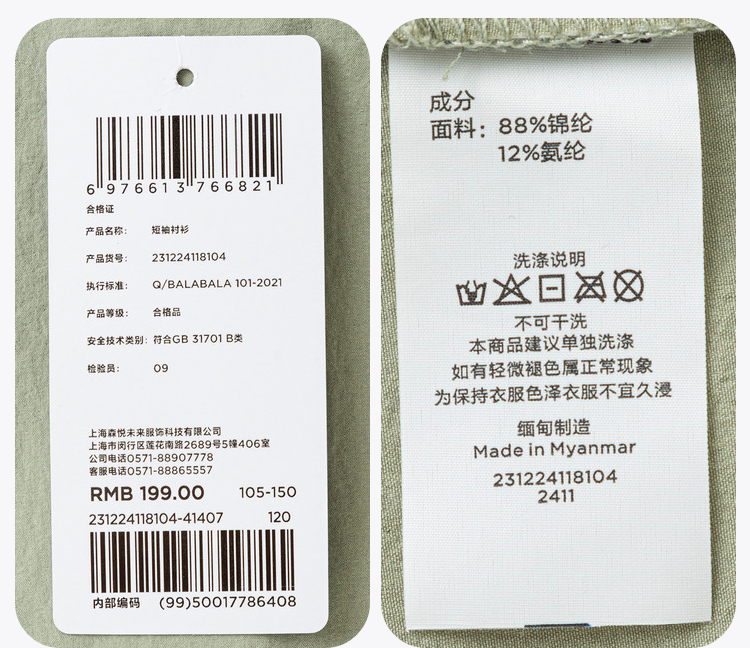 6 976613 766821
合格证
产品名称： 短袖衬衫
产品货号： 231224118104
执行标准： Q/BALABALA 101-2021
产品等级： 合格品
安全技术类别： 符合GB 31701 B类
检验员： 09
上海森悦未来服饰科技有限公司
上海市闵行区莲花南路2689号5幢406室
公司电话0571-88907778
客服电话0571-88865557
RMB 199.00 105-150
231224118104-41407 120
内部编码 (99)50017786408
成分
面料：88%锦纶
12%氨纶
洗涤说明
不可干洗
本商品建议单独洗涤
如有轻微褪色属正常现象
为保持衣服色泽衣服不宜久浸
缅甸制造
Made in Myanmar
231224118104
2411